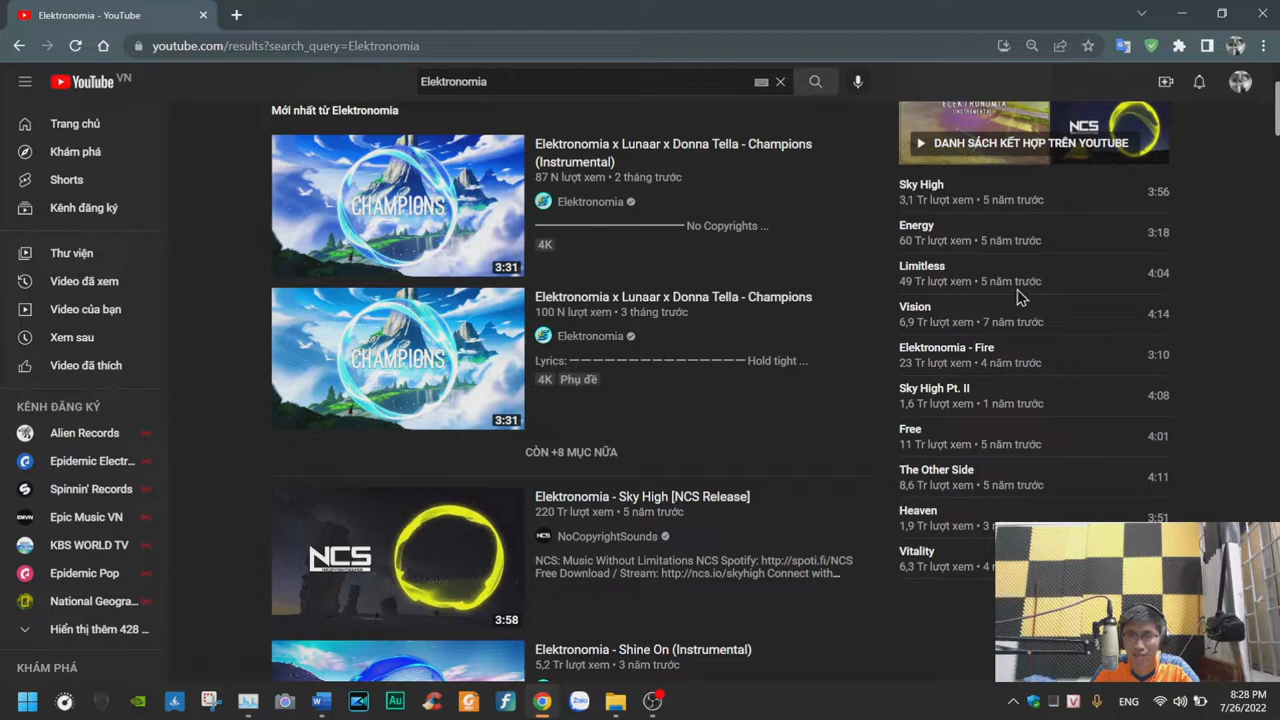 Elektronomia - YouTube
youtube.com/results?search_query=Elektronomia
YouTube VN
Elektronomia
Trang chủ
Khám phá
Shorts
Kênh đăng ký
Thư viện
Video đã xem
Video của bạn
Xem sau
Video đã thích
KÊNH ĐĂNG KÝ
Alien Records
Epidemic Electr...
Spinnin' Records
Epic Music VN
KBS WORLD TV
Epidemic Pop
National Geogra...
Hiển thị thêm 428 ...
KHÁM PHÁ
Mới nhất từ Elektronomia
CHAMPIONS
3:31
Elektronomia x Lunaar x Donna Tella - Champions
(Instrumental)
87 N lượt xem • 2 tháng trước
Elektronomia
No Copyrights ...
4K
CHAMPIONS
3:31
Elektronomia x Lunaar x Donna Tella - Champions
100 N lượt xem • 3 tháng trước
Elektronomia
Lyrics: — — — — — — — — — — — — — — — Hold tight ...
4K Phụ đề
CÒN +8 MỤC NỮA
NCS
3:58
Elektronomia - Sky High [NCS Release]
220 Tr lượt xem • 5 năm trước
NCS NoCopyrightSounds
NCS: Music Without Limitations NCS Spotify: http://spoti.fi/NCS
Free Download / Stream: http://ncs.io/skyhigh Connect with...
Elektronomia - Shine On (Instrumental)
5,2 Tr lượt xem • 3 năm trước
ELEKTRONOMIA
NCS
DANH SÁCH KẾT HỢP TRÊN YOUTUBE
Sky High 3:56
3,1 Tr lượt xem • 5 năm trước
Energy 3:18
60 Tr lượt xem • 5 năm trước
Limitless 4:04
49 Tr lượt xem • 5 năm trước
Vision 4:14
6,9 Tr lượt xem • 7 năm trước
Elektronomia - Fire 3:10
23 Tr lượt xem • 4 năm trước
Sky High Pt. II 4:08
1,6 Tr lượt xem • 1 năm trước
Free 4:01
11 Tr lượt xem • 5 năm trước
The Other Side 4:11
8,6 Tr lượt xem • 5 năm trước
Heaven 3:51
1,9 Tr lượt xem • 3
Vitality
6,3 Tr lượt xem • 4
Au
Zalo
ENG
8:28 PM
7/26/2022